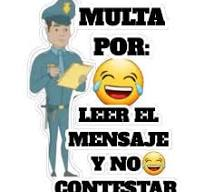 MULTA
POR:
LEER EL
MENSAJE
Y NO
CONTESTAR